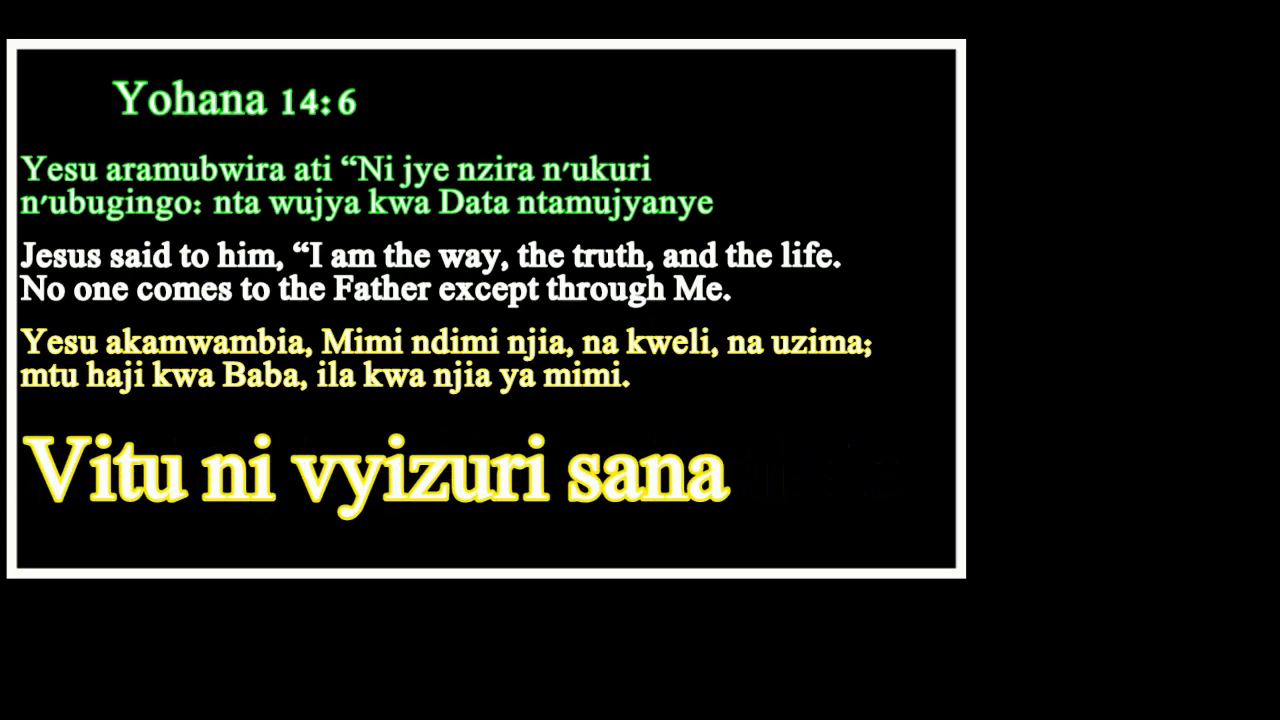 Yohana 14:6
Yesu aramubwira ati “Ni jye nzira n′ukuri
n′ubugingo: nta wujya kwa Data ntamujyanye
Jesus said to him, “I am the way, the truth, and the life.
No one comes to the Father except through Me.
Yesu akamwambia, Mimi ndimi njia, na kweli, na uzima;
mtu haji kwa Baba, ila kwa njia ya mimi.
Vitu ni vyizuri sana